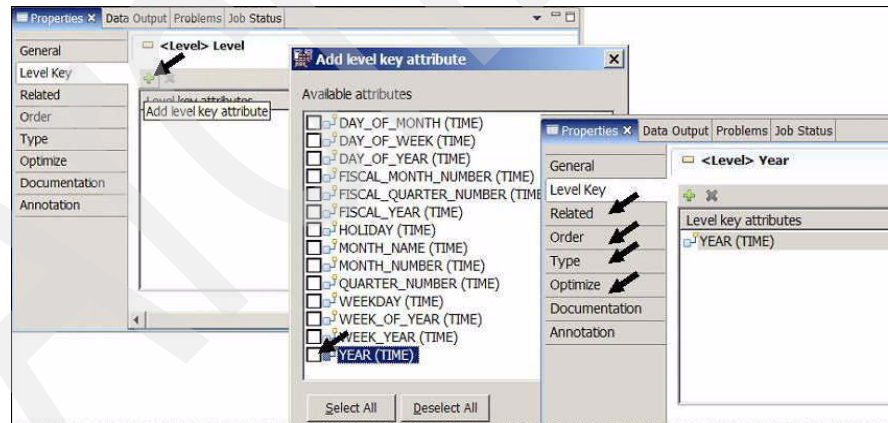 Properties Data Output Problems Job Status
General
Level Key
Related
Order
Type
Optimize
Documentation
Annotation
<Level> Level
Level key attributes
Add level key attribute
Add level key attribute
Available attributes
DAY_OF_MONTH (TIME)
DAY_OF_WEEK (TIME)
DAY_OF_YEAR (TIME)
FISCAL_MONTH_NUMBER (TIME)
FISCAL_QUARTER_NUMBER (TIME
FISCAL_YEAR (TIME)
HOLIDAY (TIME)
MONTH_NAME (TIME)
MONTH_NUMBER (TIME)
QUARTER_NUMBER (TIME)
WEEKDAY (TIME)
WEEK_OF_YEAR (TIME)
WEEK_YEAR (TIME)
YEAR (TIME)
Select All Deselect All
Properties Data Output Problems Job Status
General
Level Key
Related
Order
Type
Optimize
Documentation
Annotation
<Level> Year
Level key attributes
YEAR (TIME)